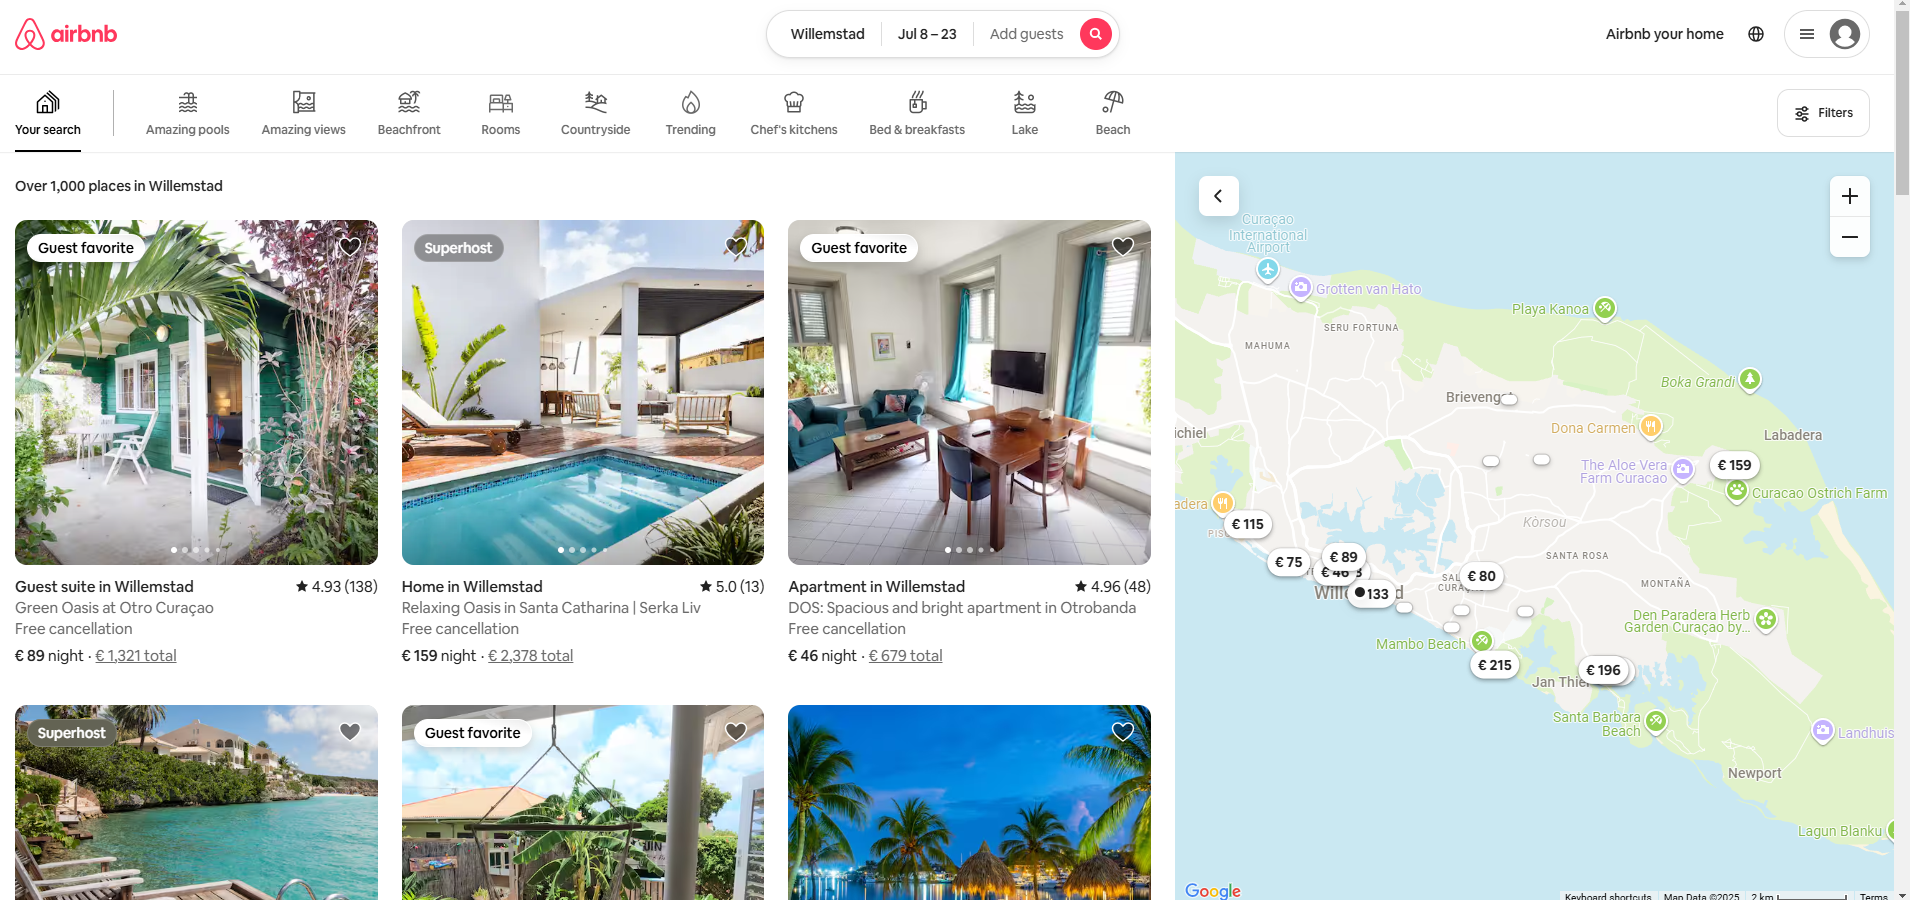 airbnb
Willemstad
Jul 8 – 23
Add guests
Airbnb your home
Your search
Amazing pools
Amazing views
Beachfront
Rooms
Countryside
Trending
Chef's kitchens
Bed & breakfasts
Lake
Beach
Filters
Over 1,000 places in Willemstad
Guest favorite
Guest suite in Willemstad
4.93 (138)
Green Oasis at Otro Curaçao
Free cancellation
€ 89 night · € 1,321 total
Superhost
Home in Willemstad
5.0 (13)
Relaxing Oasis in Santa Catharina | Serka Liv
Free cancellation
€ 159 night · € 2,378 total
Guest favorite
Apartment in Willemstad
4.96 (48)
DOS: Spacious and bright apartment in Otrobanda
Free cancellation
€ 46 night · € 679 total
Superhost
Guest favorite
Curaçao
International
Airport
Grotten van Hato
Playa Kanoa
SERU FORTUNA
MAHUMA
Boka Grandi
Brievengat
Dona Carmen
Labadera
ichiel
The Aloe Vera
Farm Curacao
€ 159
Curacao Ostrich Farm
adera
€ 115
Kòrsou
€ 75
€ 89
€ 46
SANTA ROSA
€ 80
MONTAÑA
133
Den Paradera Herb
Garden Curaçao by...
Mambo Beach
€ 215
€ 196
Jan Thiel
Santa Barbara
Beach
Landhuis
Newport
Lagun Blanku
Google
Keyboard shortcuts
Map Data ©2025
2 km
Terms